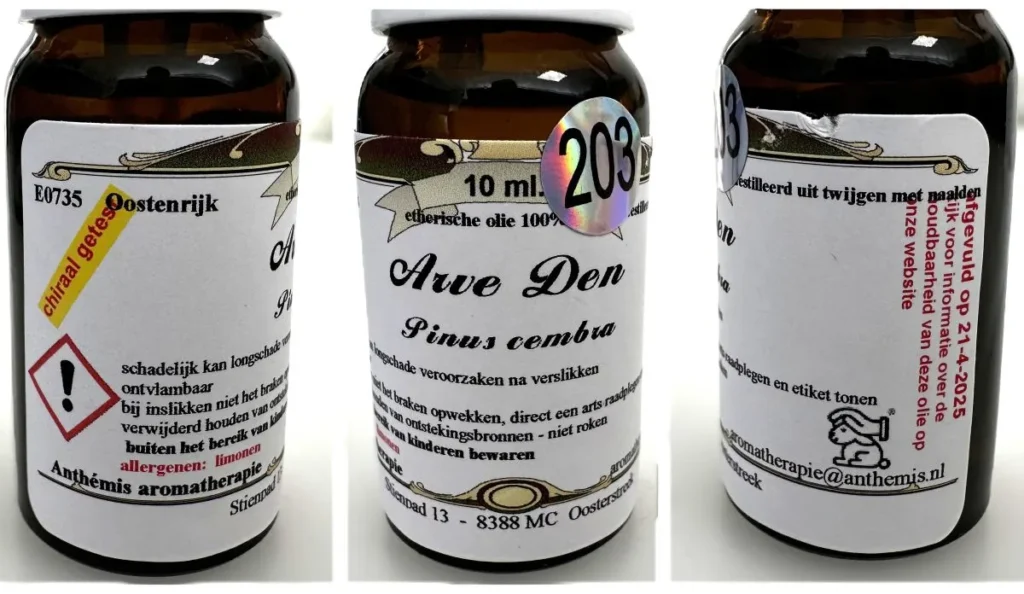 E0735 Oostenrijk
chiraal getest
schadelijk kan longschade
ontvlambaar
bij inslikken niet het braken
verwijderd houden van
buiten het bereik van
allergenen: limonen
Anthémis aromatherapie
Stienpad
203
10 ml.
etherische olie 100%
Arve Den
Pinus cembra
longschade veroorzaken na verslikken
het braken opwekken, direct een arts
van ontstekingsbronnen - niet roken
van kinderen bewaren
Stienpad 13 - 8388 MC Oosterstreek
uit twijgen met naalden
raadplegen en etiket tonen
aromatherapie@anthemis.nl
afgevuld op 21-4-2025
kijk voor informatie over de
houdbaarheid van deze olie op
onze website